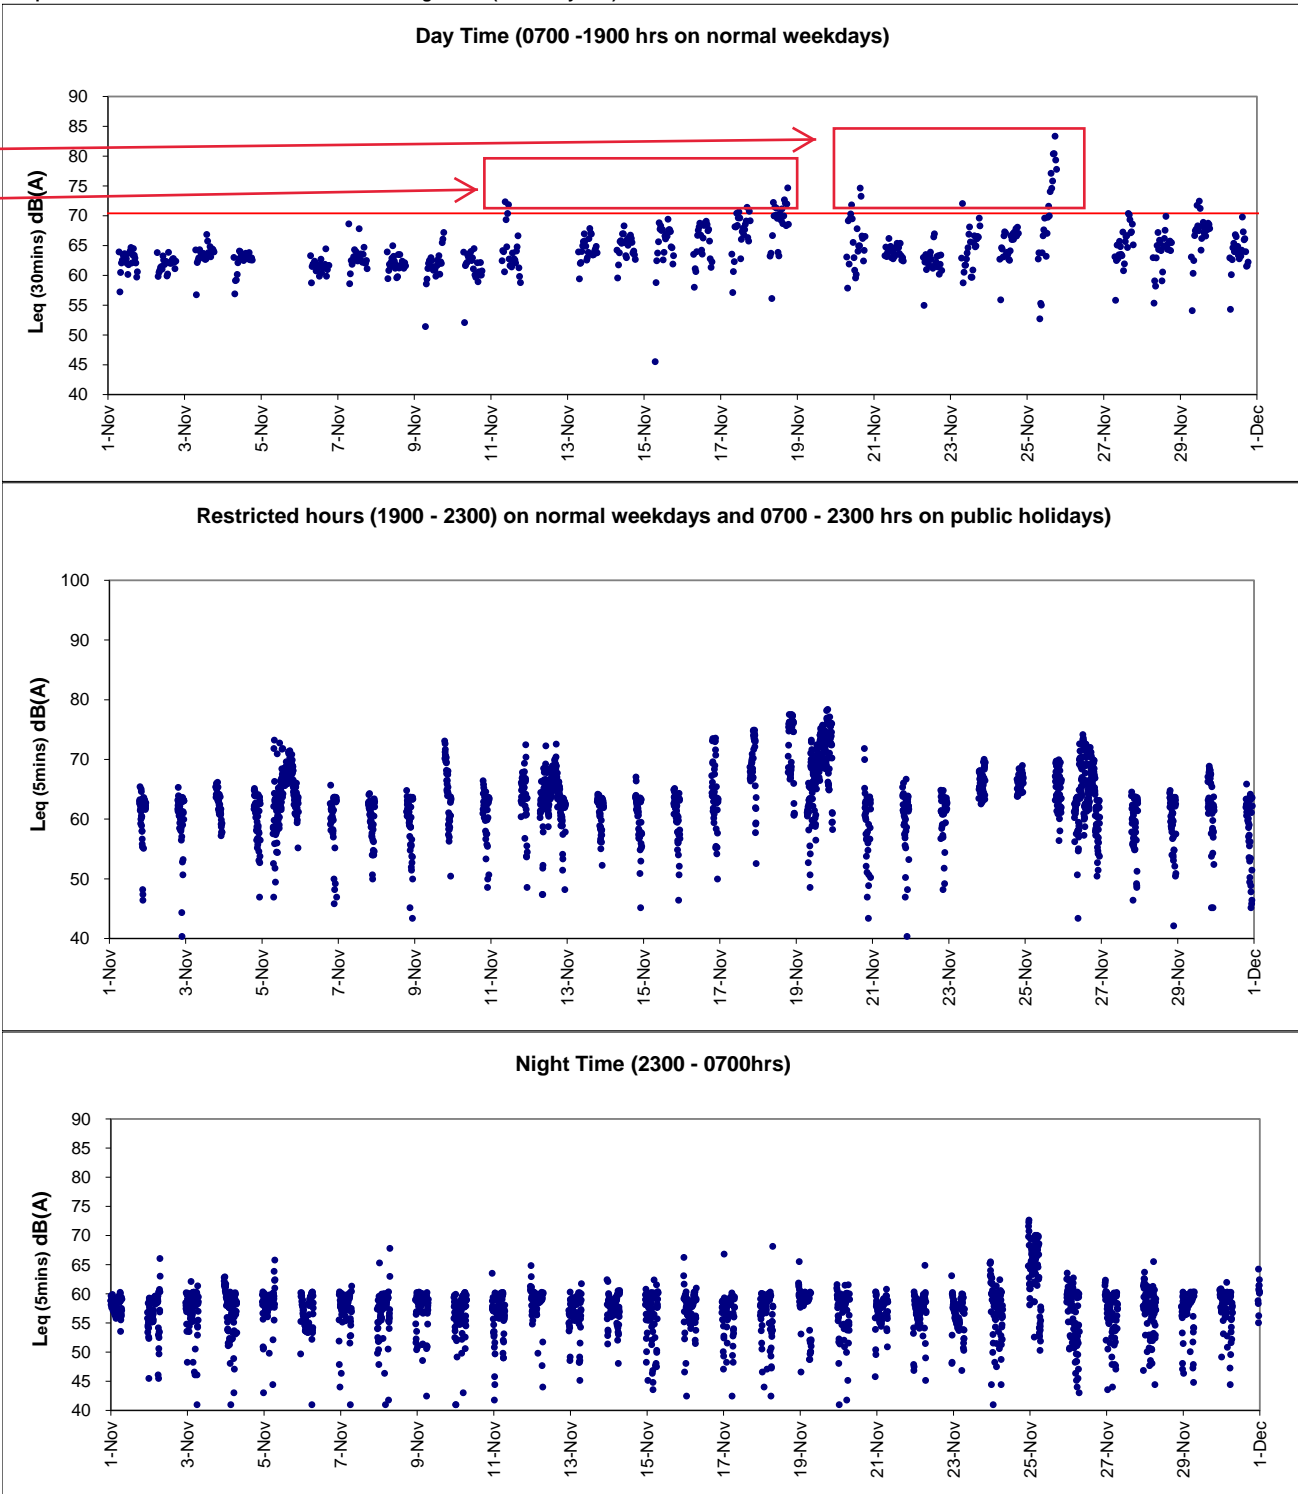 Day Time (0700 -1900 hrs on normal weekdays)
Leq (30mins) dB(A)
90
85
80
75
70
65
60
55
50
45
40
1-Nov
3-Nov
5-Nov
7-Nov
9-Nov
11-Nov
13-Nov
15-Nov
17-Nov
19-Nov
21-Nov
23-Nov
25-Nov
27-Nov
29-Nov
1-Dec
Restricted hours (1900 - 2300) on normal weekdays and 0700 - 2300 hrs on public holidays)
Leq (5mins) dB(A)
100
90
80
70
60
50
40
1-Nov
3-Nov
5-Nov
7-Nov
9-Nov
11-Nov
13-Nov
15-Nov
17-Nov
19-Nov
21-Nov
23-Nov
25-Nov
27-Nov
29-Nov
1-Dec
Night Time (2300 - 0700hrs)
Leq (5mins) dB(A)
90
85
80
75
70
65
60
55
50
45
40
1-Nov
3-Nov
5-Nov
7-Nov
9-Nov
11-Nov
13-Nov
15-Nov
17-Nov
19-Nov
21-Nov
23-Nov
25-Nov
27-Nov
29-Nov
1-Dec